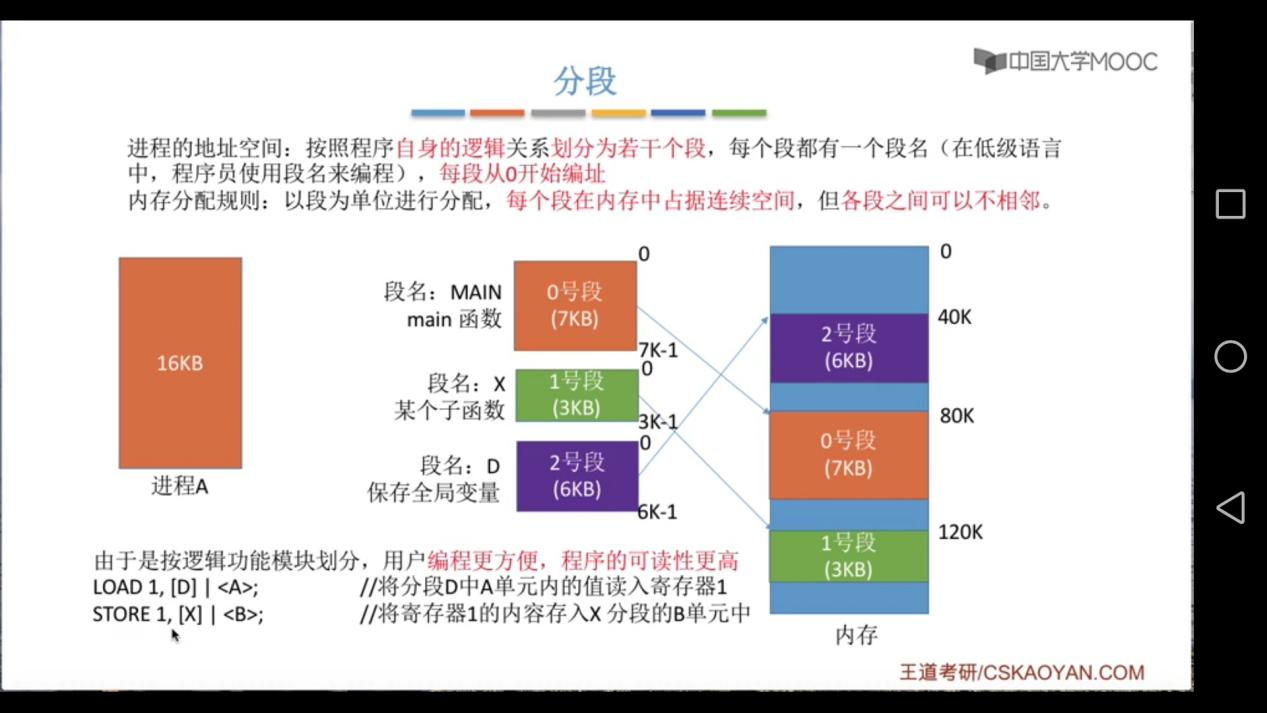 中国大学MOOC
分段
进程的地址空间：按照程序自身的逻辑关系划分为若干个段，每个段都有一个段名（在低级语言
中，程序员使用段名来编程），每段从0开始编址
内存分配规则：以段为单位进行分配，每个段在内存中占据连续空间，但各段之间可以不相邻。
16KB
进程A
段名：MAIN
main 函数
0号段
(7KB)
0
7K-1
段名：X
某个子函数
1号段
(3KB)
0
3K-1
段名：D
保存全局变量
2号段
(6KB)
0
6K-1
0
40K
2号段
(6KB)
80K
0号段
(7KB)
120K
1号段
(3KB)
内存
由于是按逻辑功能模块划分，用户编程更方便，程序的可读性更高
LOAD 1, [D] | <A>; //将分段D中A单元内的值读入寄存器1
STORE 1, [X] | <B>; //将寄存器1的内容存入X 分段的B单元中
王道考研/CSKAOYAN.COM